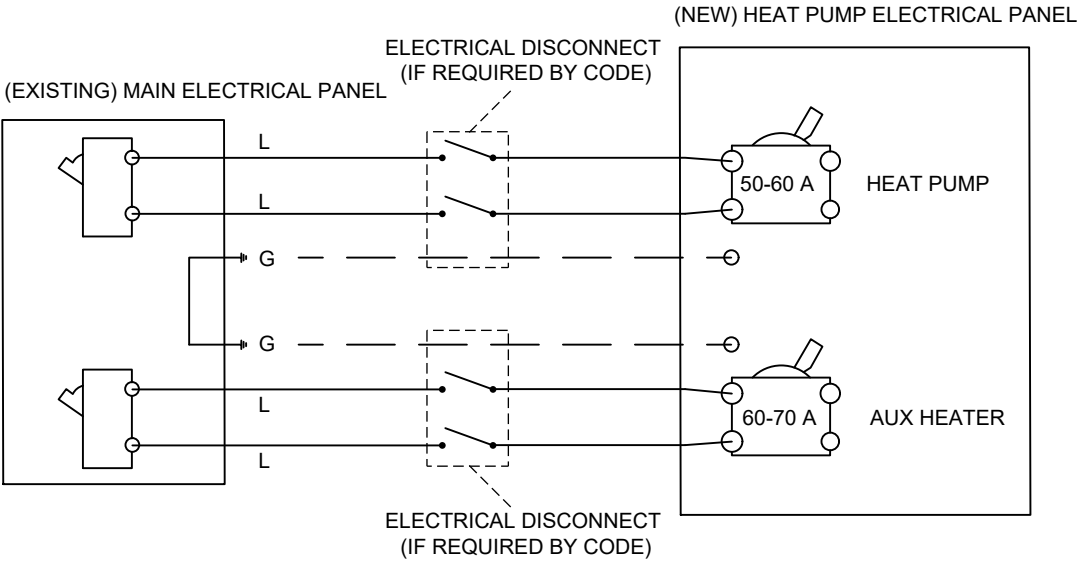 (NEW) HEAT PUMP ELECTRICAL PANEL
ELECTRICAL DISCONNECT
(IF REQUIRED BY CODE)
(EXISTING) MAIN ELECTRICAL PANEL
L
50-60 A
HEAT PUMP
L
G
G
60-70 A
AUX HEATER
L
L
ELECTRICAL DISCONNECT
(IF REQUIRED BY CODE)